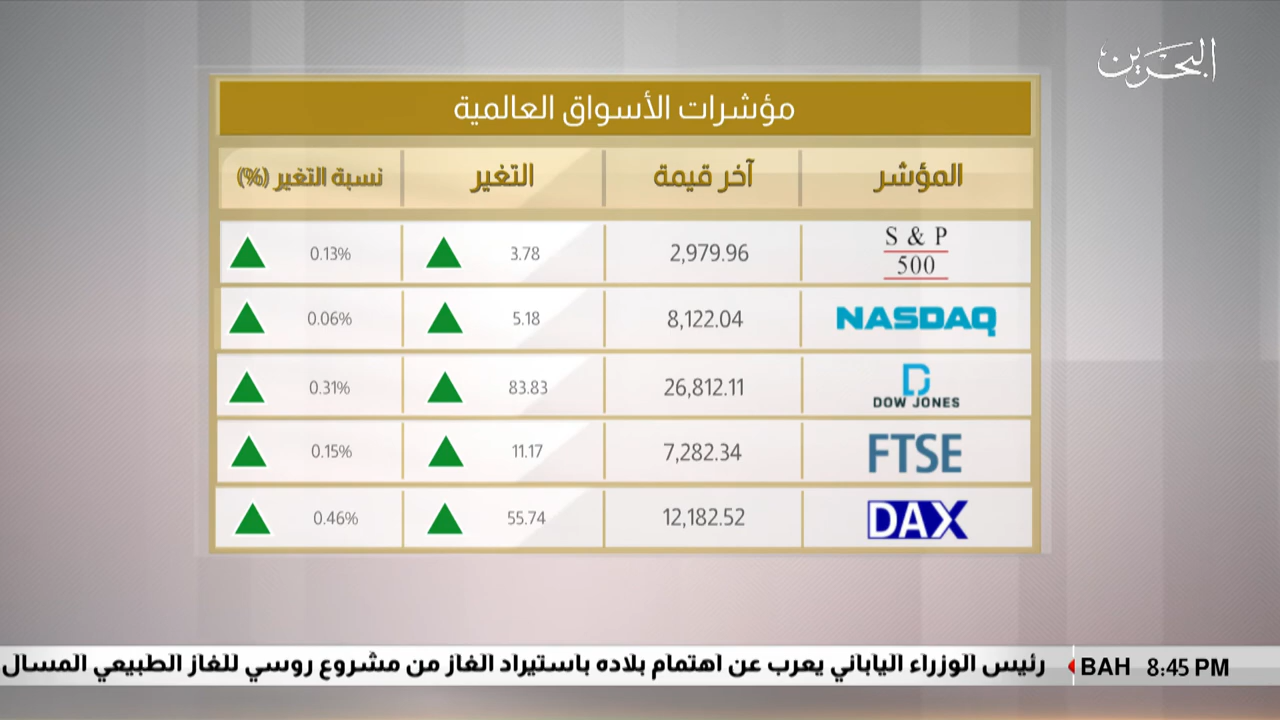 البحرين
مؤشرات الأسواق العالمية
المؤشر آخر قيمة التغير نسبة التغير (%)
S & P
500 2,979.96 3.78 0.13%
NASDAQ 8,122.04 5.18 0.06%
DOW JONES 26,812.11 83.83 0.31%
FTSE 7,282.34 11.17 0.15%
DAX 12,182.52 55.74 0.46%
BAH 8:45 PM رئيس الوزراء الياباني يعرب عن اهتمام بلاده باستيراد الغاز من مشروع روسي للغاز الطبيعي المسال